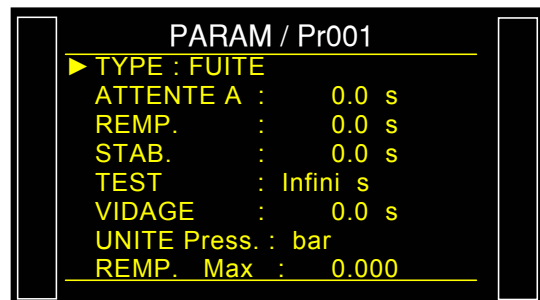 PARAM / Pr001
► TYPE : FUITE
ATTENTE A : 0.0 s
REMP. : 0.0 s
STAB. : 0.0 s
TEST : Infini s
VIDAGE : 0.0 s
UNITE Press. : bar
REMP. Max : 0.000